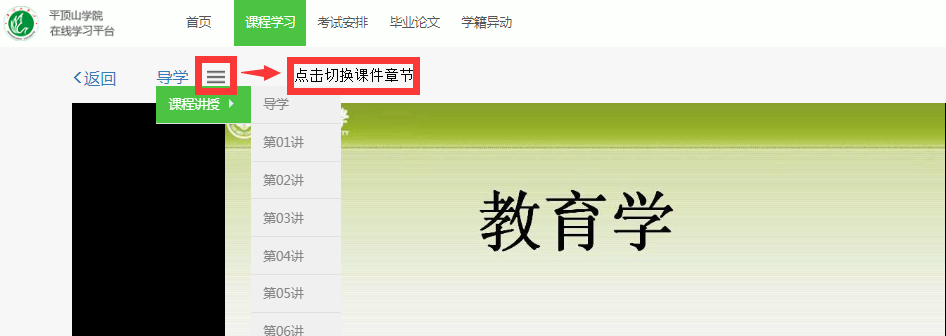 平顶山学院
在线学习平台
首页
课程学习
考试安排
毕业论文
学籍异动
<返回
导学
点击切换课件章节
课程讲授
导学
第01讲
第02讲
第03讲
第04讲
第05讲
第06讲
教育学